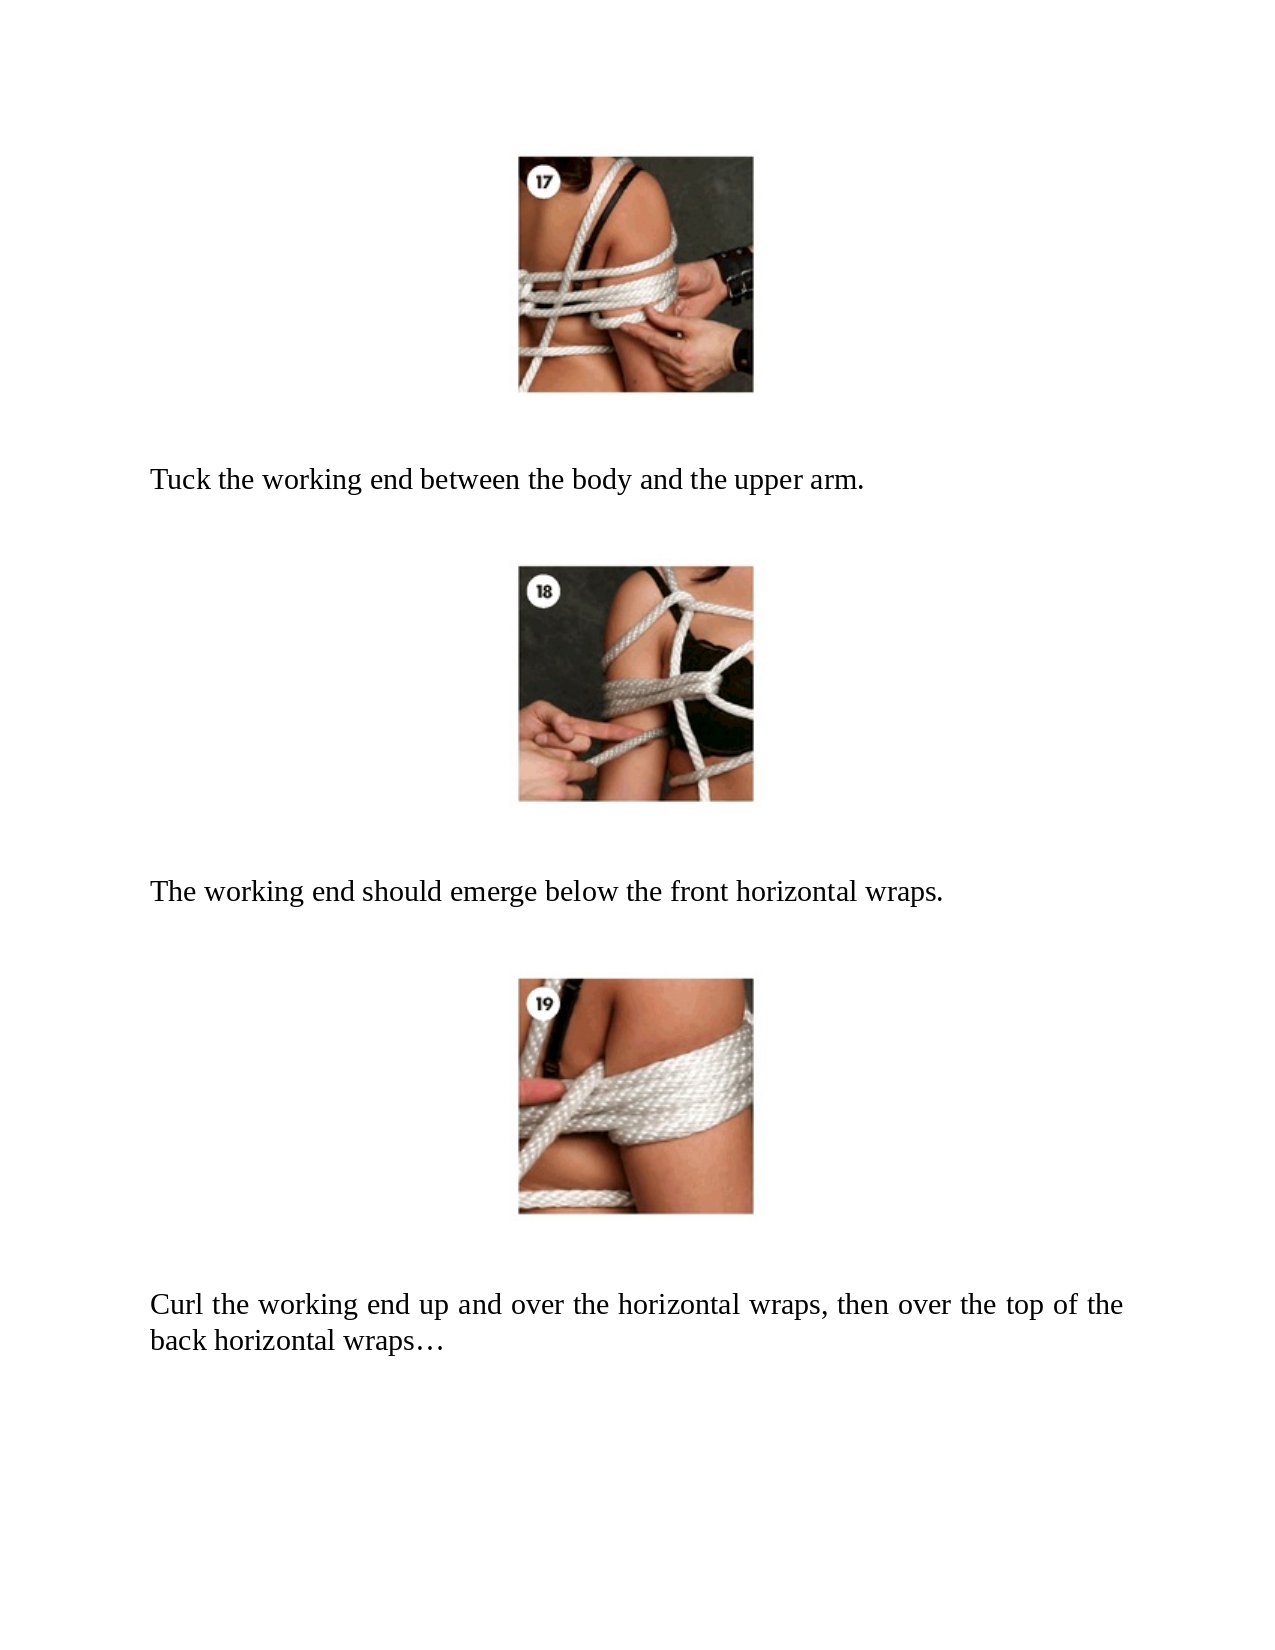 17
Tuck the working end between the body and the upper arm.
18
The working end should emerge below the front horizontal wraps.
19
Curl the working end up and over the horizontal wraps, then over the top of the
back horizontal wraps…